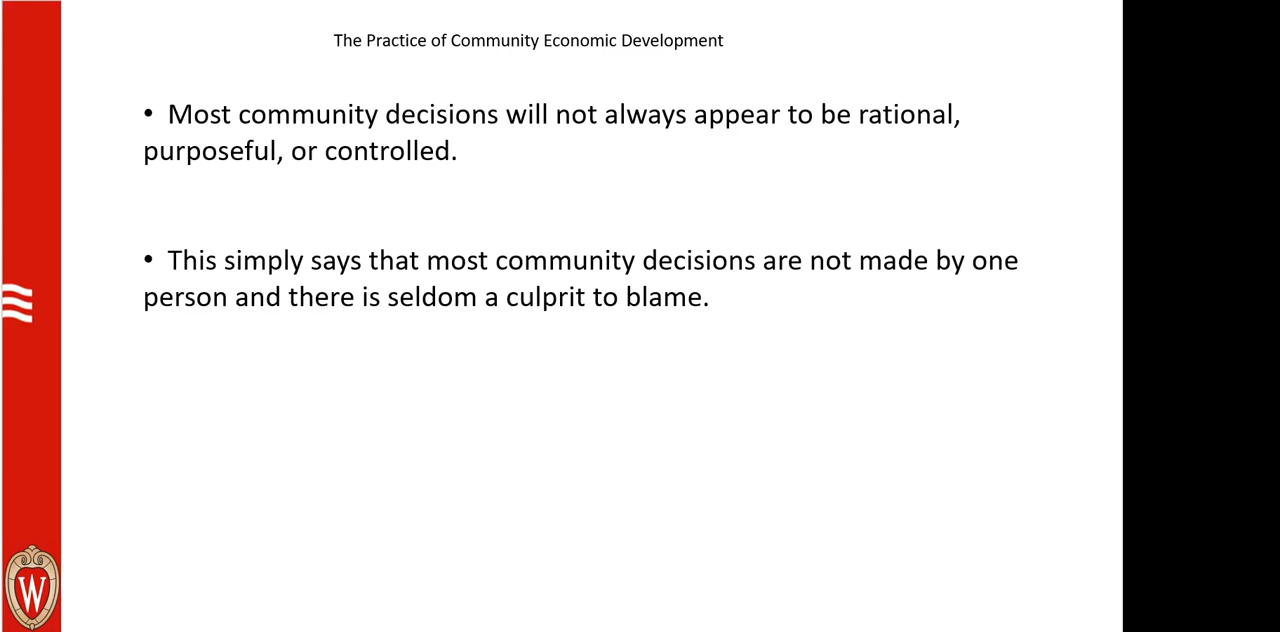 The Practice of Community Economic Development
• Most community decisions will not always appear to be rational,
purposeful, or controlled.
• This simply says that most community decisions are not made by one
person and there is seldom a culprit to blame.
W